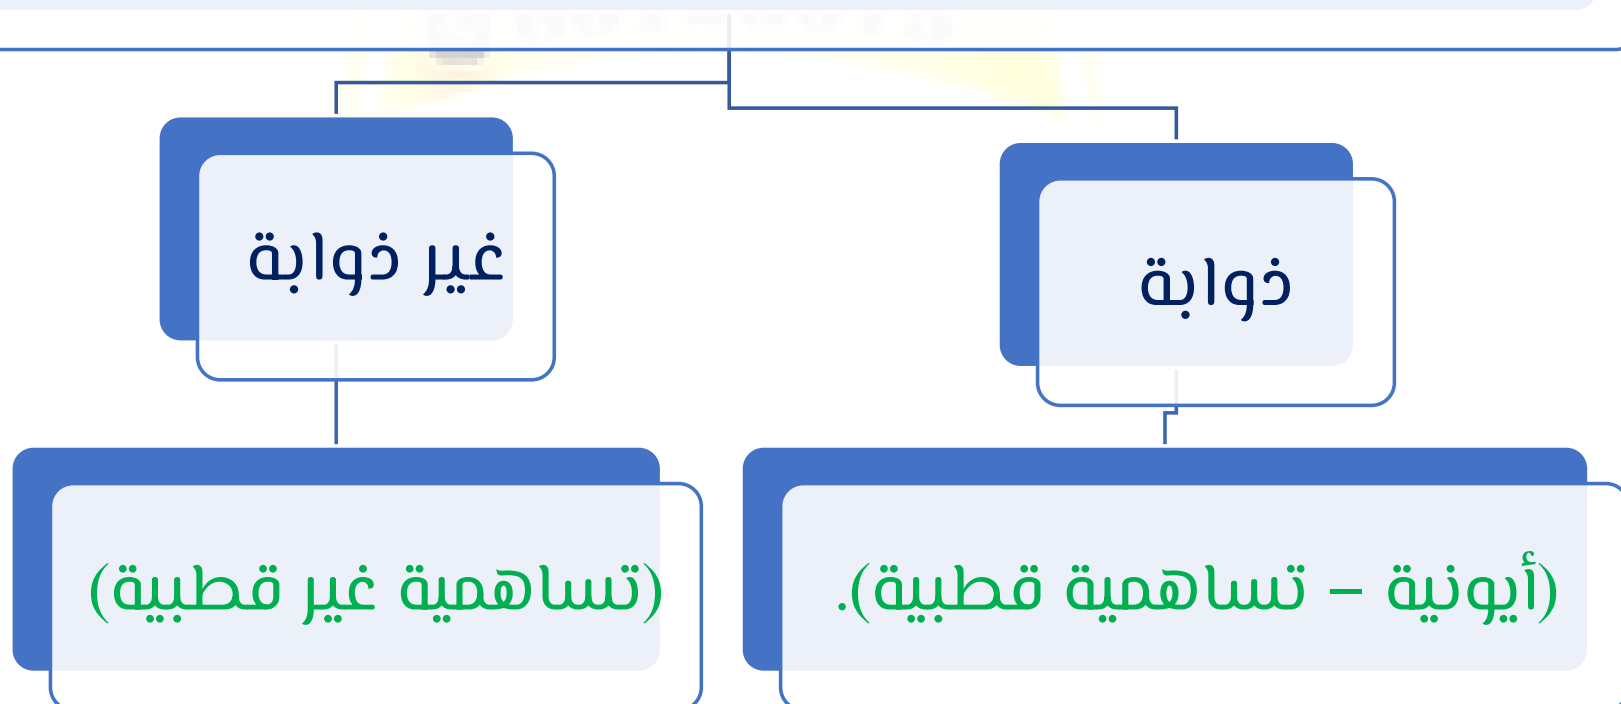 ذوابة
غير ذوابة
(أيونية – تساهمية قطبية).
(تساهمية غير قطبية)